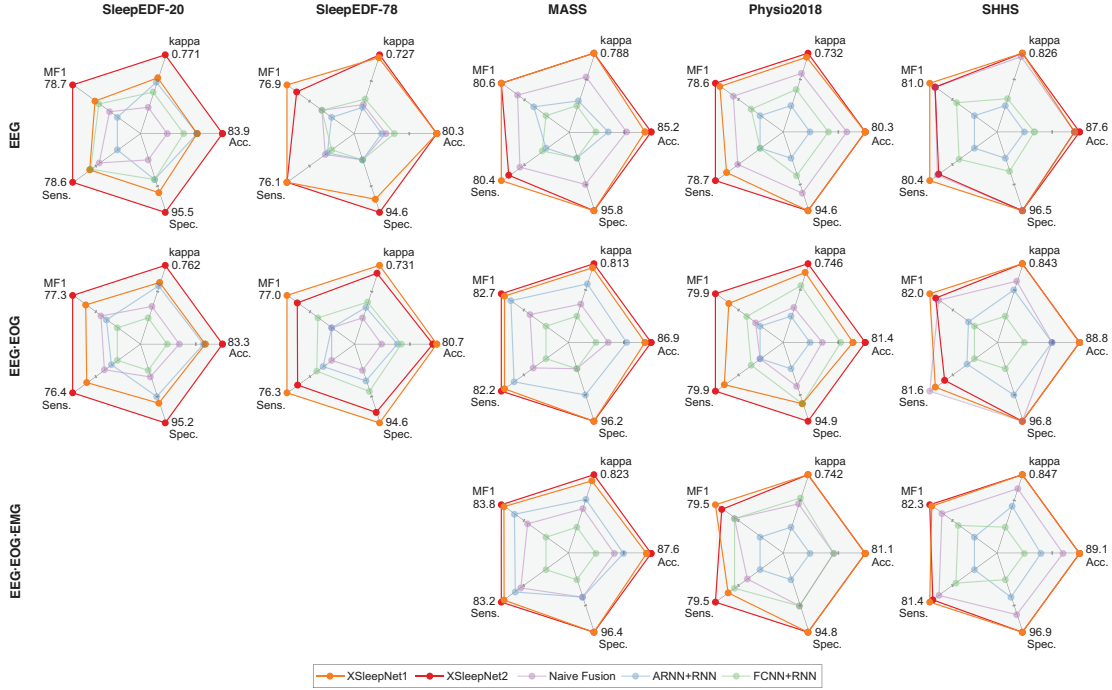 SleepEDF-20 SleepEDF-78 MASS Physio2018 SHHS
EEG
kappa 0.771 MF1 78.7 83.9 Acc. 78.6 Sens. 95.5 Spec.
kappa 0.727 MF1 76.9 80.3 Acc. 76.1 Sens. 94.6 Spec.
kappa 0.788 MF1 80.6 85.2 Acc. 80.4 Sens. 95.8 Spec.
kappa 0.732 MF1 78.6 80.3 Acc. 78.7 Sens. 94.6 Spec.
kappa 0.826 MF1 81.0 87.6 Acc. 80.4 Sens. 96.5 Spec.
EEG·EOG
kappa 0.762 MF1 77.3 83.3 Acc. 76.4 Sens. 95.2 Spec.
kappa 0.731 MF1 77.0 80.7 Acc. 76.3 Sens. 94.6 Spec.
kappa 0.813 MF1 82.7 86.9 Acc. 82.2 Sens. 96.2 Spec.
kappa 0.746 MF1 79.9 81.4 Acc. 79.9 Sens. 94.9 Spec.
kappa 0.843 MF1 82.0 88.8 Acc. 81.6 Sens. 96.8 Spec.
EEG·EOG·EMG
kappa 0.823 MF1 83.8 87.6 Acc. 83.2 Sens. 96.4 Spec.
kappa 0.742 MF1 79.5 81.1 Acc. 79.5 Sens. 94.8 Spec.
kappa 0.847 MF1 82.3 89.1 Acc. 81.4 Sens. 96.9 Spec.
XSleepNet1 XSleepNet2 Naive Fusion ARNN+RNN FCNN+RNN